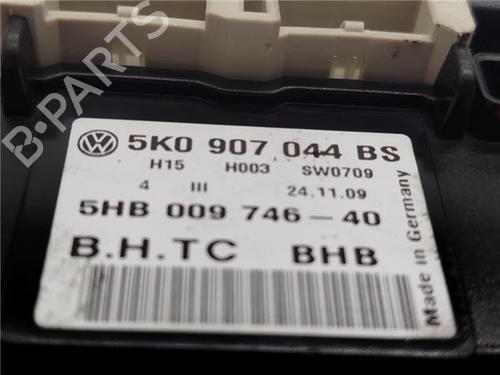 5K0 907 044 BS
H15 H003 SW0709
4 III 24.11.09
5HB 009 746-40
B.H.TC BHB
Made in Germany
B-PARTS